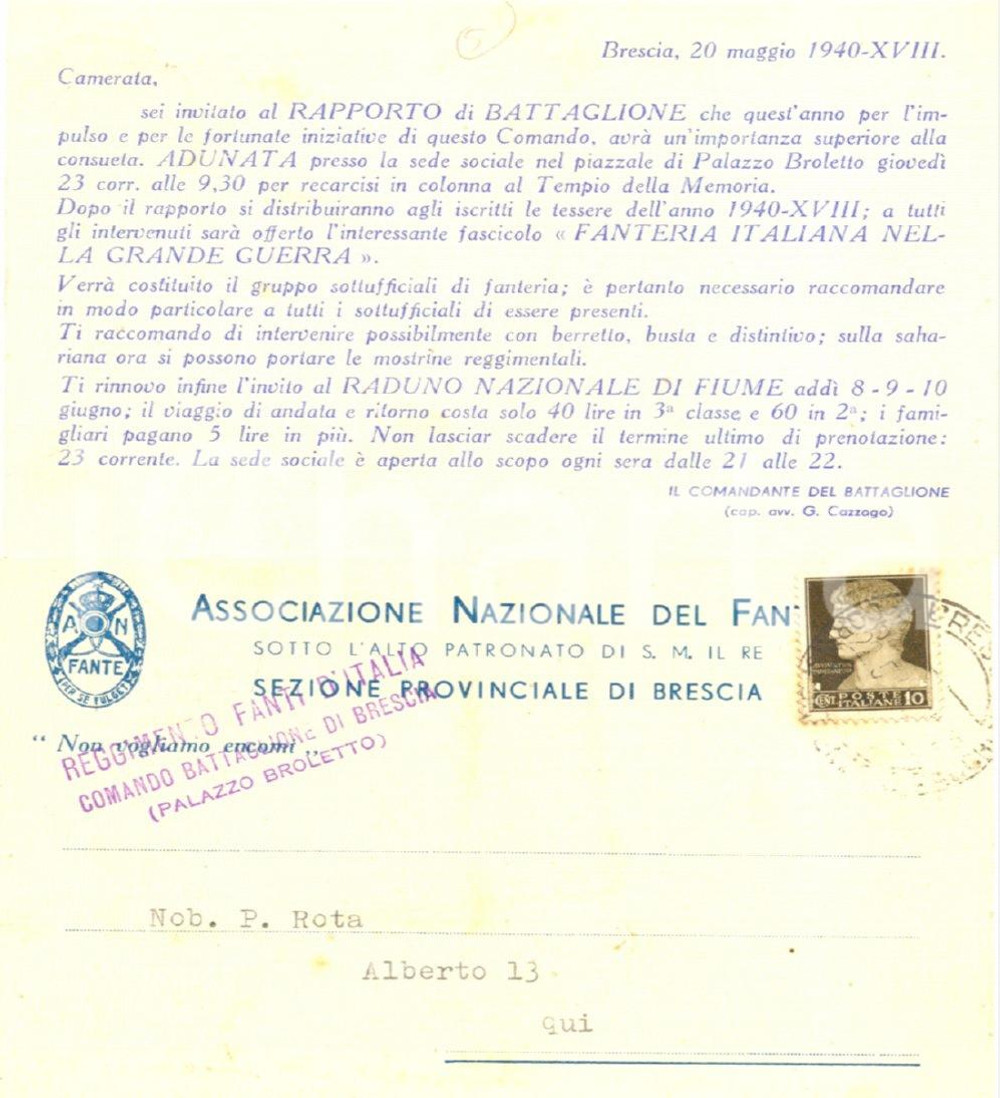 Brescia, 20 maggio 1940-XVIII.
Camerata,
sei invitato al RAPPORTO di BATTAGLIONE che quest'anno per l'im-
pulso e per le fortunate iniziative di questo Comando, avrà un'importanza superiore alla
consueta. ADUNATA presso la sede sociale nel piazzale di Palazzo Broletto giovedì
23 corr. alle 9,30 per recarcisi in colonna al Tempio della Memoria.
Dopo il rapporto si distribuiranno agli iscritti le tessere dell'anno 1940-XVIII; a tutti
gli intervenuti sarà offerto l'interessante fascicolo « FANTERIA ITALIANA NEL-
LA GRANDE GUERRA ».
Verrà costituito il gruppo sottufficiali di fanteria; è pertanto necessario raccomandare
in modo particolare a tutti i sottufficiali di essere presenti.
Ti raccomando di intervenire possibilmente con berretto, busta e distintivo; sulla saha-
riana ora si possono portare le mostrine reggimentali.
Ti rinnovo infine l'invito al RADUNO NAZIONALE DI FIUME addì 8 - 9 - 10
giugno; il viaggio di andata e ritorno costa solo 40 lire in 3ª classe e 60 in 2ª; i fami-
gliari pagano 5 lire in più. Non lasciar scadere il termine ultimo di prenotazione:
23 corrente. La sede sociale è aperta allo scopo ogni sera dalle 21 alle 22.
IL COMANDANTE DEL BATTAGLIONE
(cap. avv. G. Cazzago)
A N
FANTE
PER SE FULGET
ASSOCIAZIONE NAZIONALE DEL FANT
SOTTO L'ALTO PATRONATO DI S. M. IL RE
SEZIONE PROVINCIALE DI BRESCIA
“ Non vogliamo encomi „
REGGIMENTO FANTI D'ITALIA
COMANDO BATTAGLIONE DI BRESCIA
(PALAZZO BROLETTO)
CENT. POSTE ITALIANE 10
Nob. P. Rota
Alberto 13
qui